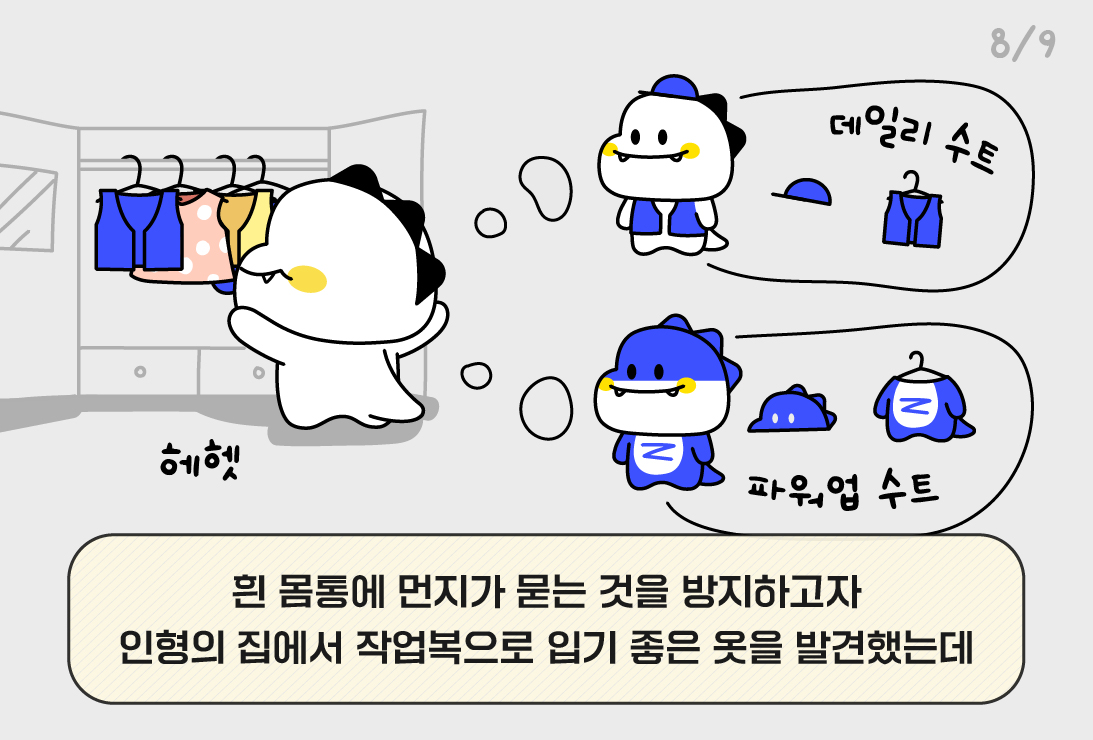 8/9
데일리 수트
헤헷
파워업 수트
N
흰 몸통에 먼지가 묻는 것을 방지하고자
인형의 집에서 작업복으로 입기 좋은 옷을 발견했는데